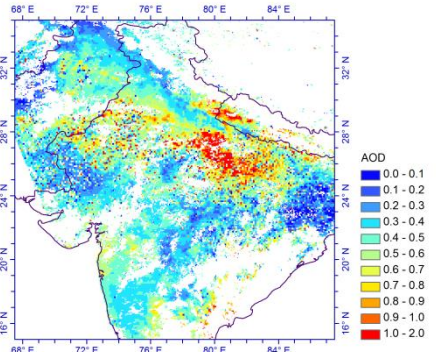 68° E 72° E 76° E 80° E 84° E
32° N
28° N
24° N
20° N
16° N
32° N
28° N
24° N
20° N
16° N
68° E 72° E 76° E 80° E 84° E
AOD
0.0 - 0.1
0.1 - 0.2
0.2 - 0.3
0.3 - 0.4
0.4 - 0.5
0.5 - 0.6
0.6 - 0.7
0.7 - 0.8
0.8 - 0.9
0.9 - 1.0
1.0 - 2.0